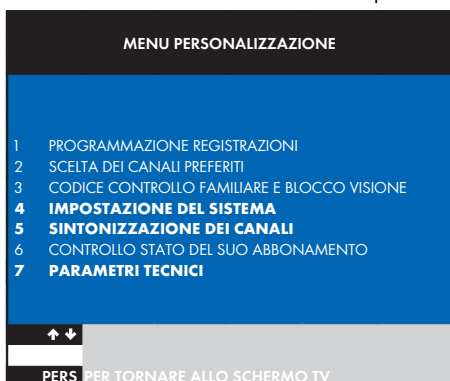 MENU PERSONALIZZAZIONE
1 PROGRAMMAZIONE REGISTRAZIONI
2 SCELTA DEI CANALI PREFERITI
3 CODICE CONTROLLO FAMILIARE E BLOCCO VISIONE
4 IMPOSTAZIONE DEL SISTEMA
5 SINTONIZZAZIONE DEI CANALI
6 CONTROLLO STATO DEL SUO ABBONAMENTO
7 PARAMETRI TECNICI
PERS PER TORNARE ALLO SCHERMO TV